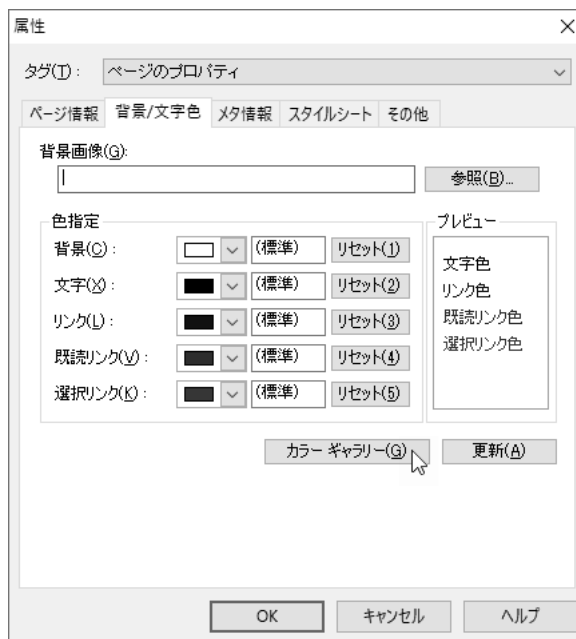 属性
タグ(T): ページのプロパティ
ページ情報 背景/文字色 メタ情報 スタイルシート その他
背景画像(G):
参照(B)...
色指定
背景(C): (標準) リセット(1)
文字(X): (標準) リセット(2)
リンク(L): (標準) リセット(3)
既読リンク(V): (標準) リセット(4)
選択リンク(K): (標準) リセット(5)
プレビュー
文字色
リンク色
既読リンク色
選択リンク色
カラー ギャラリー(G) 更新(A)
OK キャンセル ヘルプ